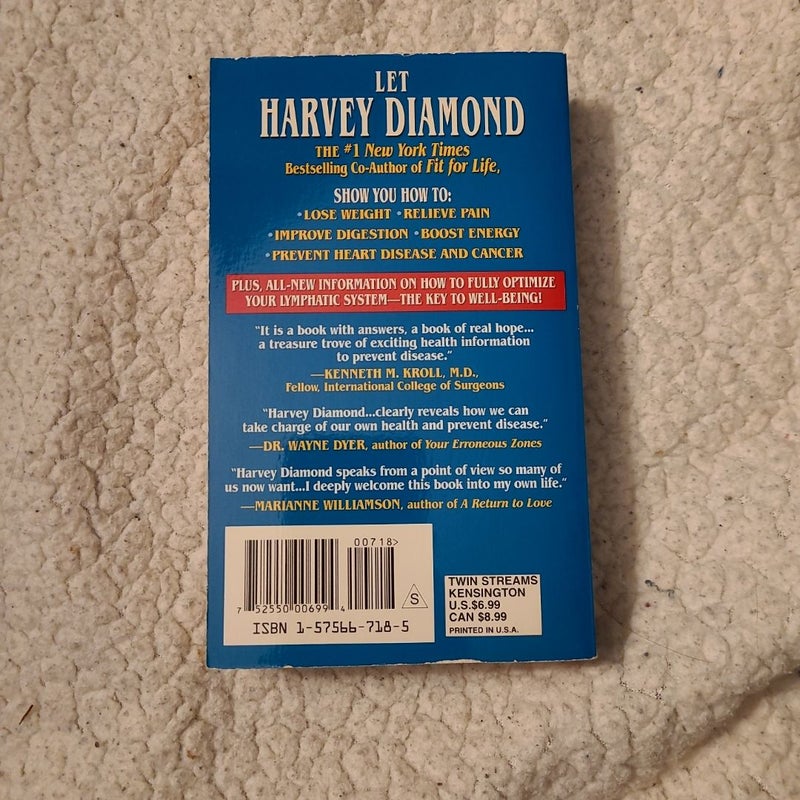 LET
HARVEY DIAMOND
THE #1 New York Times
Bestselling Co-Author of Fit for Life,
SHOW YOU HOW TO:
•LOSE WEIGHT •RELIEVE PAIN
•IMPROVE DIGESTION •BOOST ENERGY
•PREVENT HEART DISEASE AND CANCER
PLUS, ALL-NEW INFORMATION ON HOW TO FULLY OPTIMIZE
YOUR LYMPHATIC SYSTEM—THE KEY TO WELL-BEING!
"It is a book with answers, a book of real hope...
a treasure trove of exciting health information
to prevent disease."
—KENNETH M. KROLL, M.D.,
Fellow, International College of Surgeons
"Harvey Diamond...clearly reveals how we can
take charge of our own health and prevent disease."
—DR. WAYNE DYER, author of Your Erroneous Zones
"Harvey Diamond speaks from a point of view so many of
us now want...I deeply welcome this book into my own life."
—MARIANNE WILLIAMSON, author of A Return to Love
00718>
7 52550 00699 4
S
ISBN 1-57566-718-5
TWIN STREAMS
KENSINGTON
U.S.$6.99
CAN $8.99
PRINTED IN U.S.A.